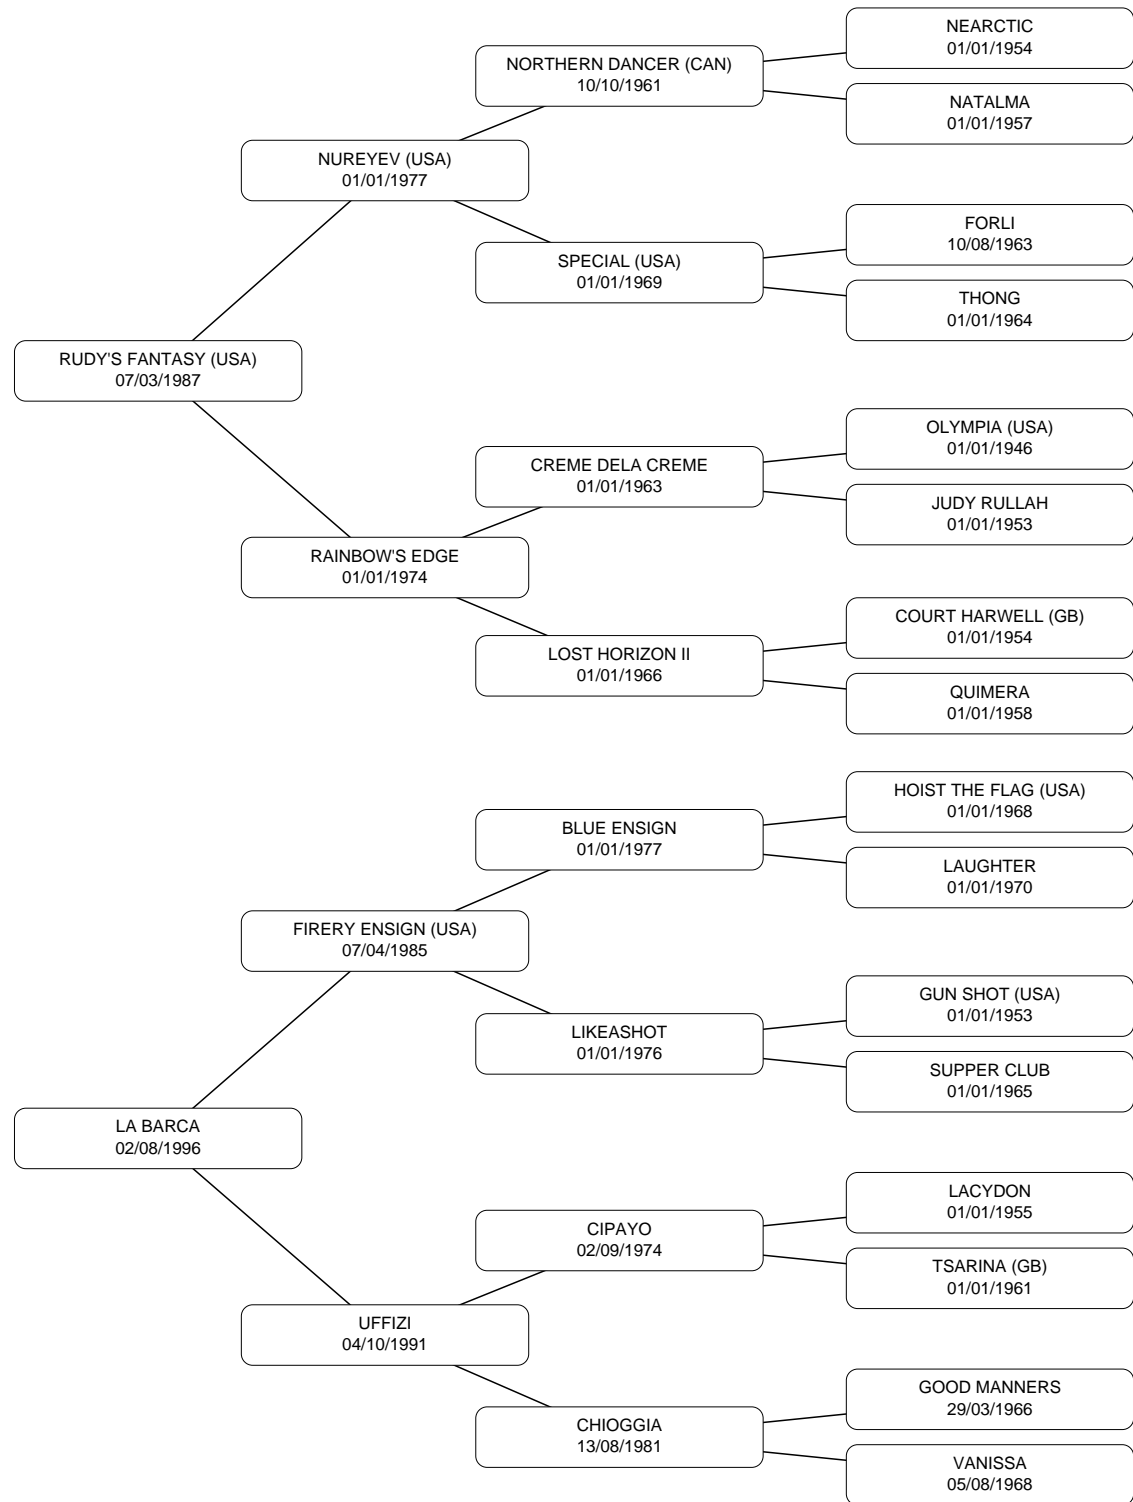 NEARCTIC
01/01/1954
NORTHERN DANCER (CAN)
10/10/1961
NATALMA
01/01/1957
NUREYEV (USA)
01/01/1977
FORLI
10/08/1963
SPECIAL (USA)
01/01/1969
THONG
01/01/1964
RUDY'S FANTASY (USA)
07/03/1987
OLYMPIA (USA)
01/01/1946
CREME DELA CREME
01/01/1963
JUDY RULLAH
01/01/1953
RAINBOW'S EDGE
01/01/1974
COURT HARWELL (GB)
01/01/1954
LOST HORIZON II
01/01/1966
QUIMERA
01/01/1958
HOIST THE FLAG (USA)
01/01/1968
BLUE ENSIGN
01/01/1977
LAUGHTER
01/01/1970
FIRERY ENSIGN (USA)
07/04/1985
GUN SHOT (USA)
01/01/1953
LIKEASHOT
01/01/1976
SUPPER CLUB
01/01/1965
LA BARCA
02/08/1996
LACYDON
01/01/1955
CIPAYO
02/09/1974
TSARINA (GB)
01/01/1961
UFFIZI
04/10/1991
GOOD MANNERS
29/03/1966
CHIOGGIA
13/08/1981
VANISSA
05/08/1968